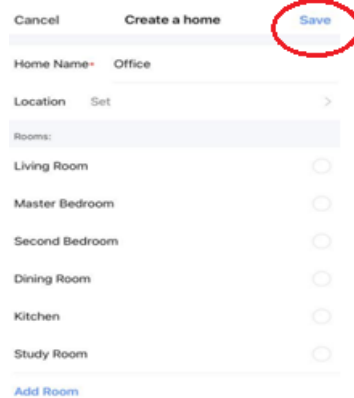 Cancel Create a home Save
Home Name* Office
Location Set >
Rooms:
Living Room
Master Bedroom
Second Bedroom
Dining Room
Kitchen
Study Room
Add Room